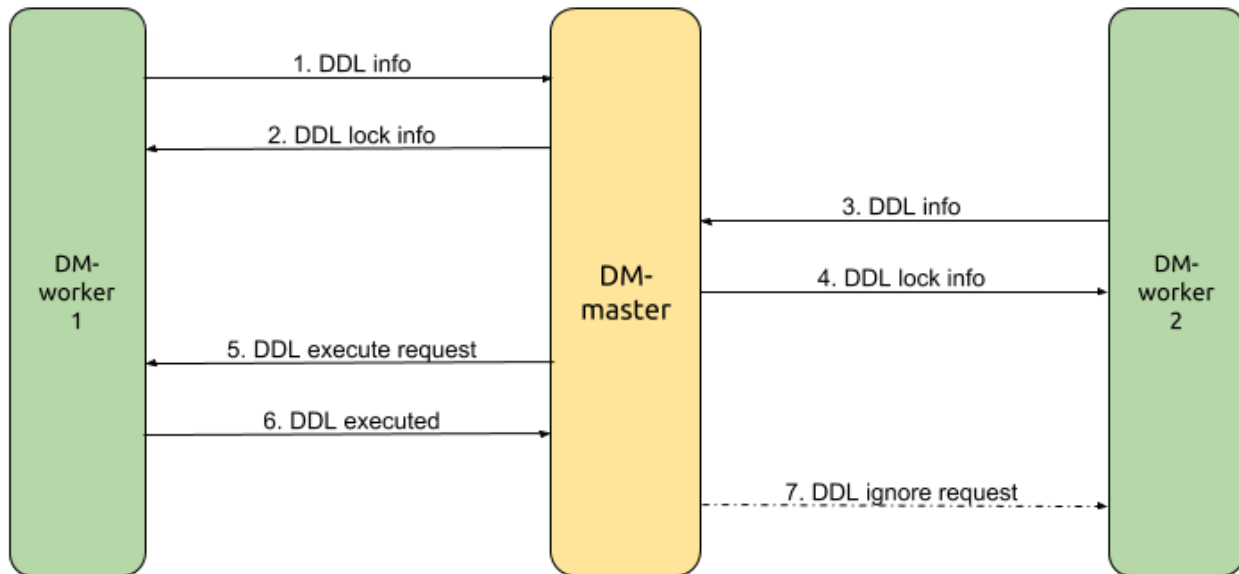 1. DDL info
2. DDL lock info
3. DDL info
DM-
worker
1
DM-
master
DM-
worker
2
4. DDL lock info
5. DDL execute request
6. DDL executed
7. DDL ignore request